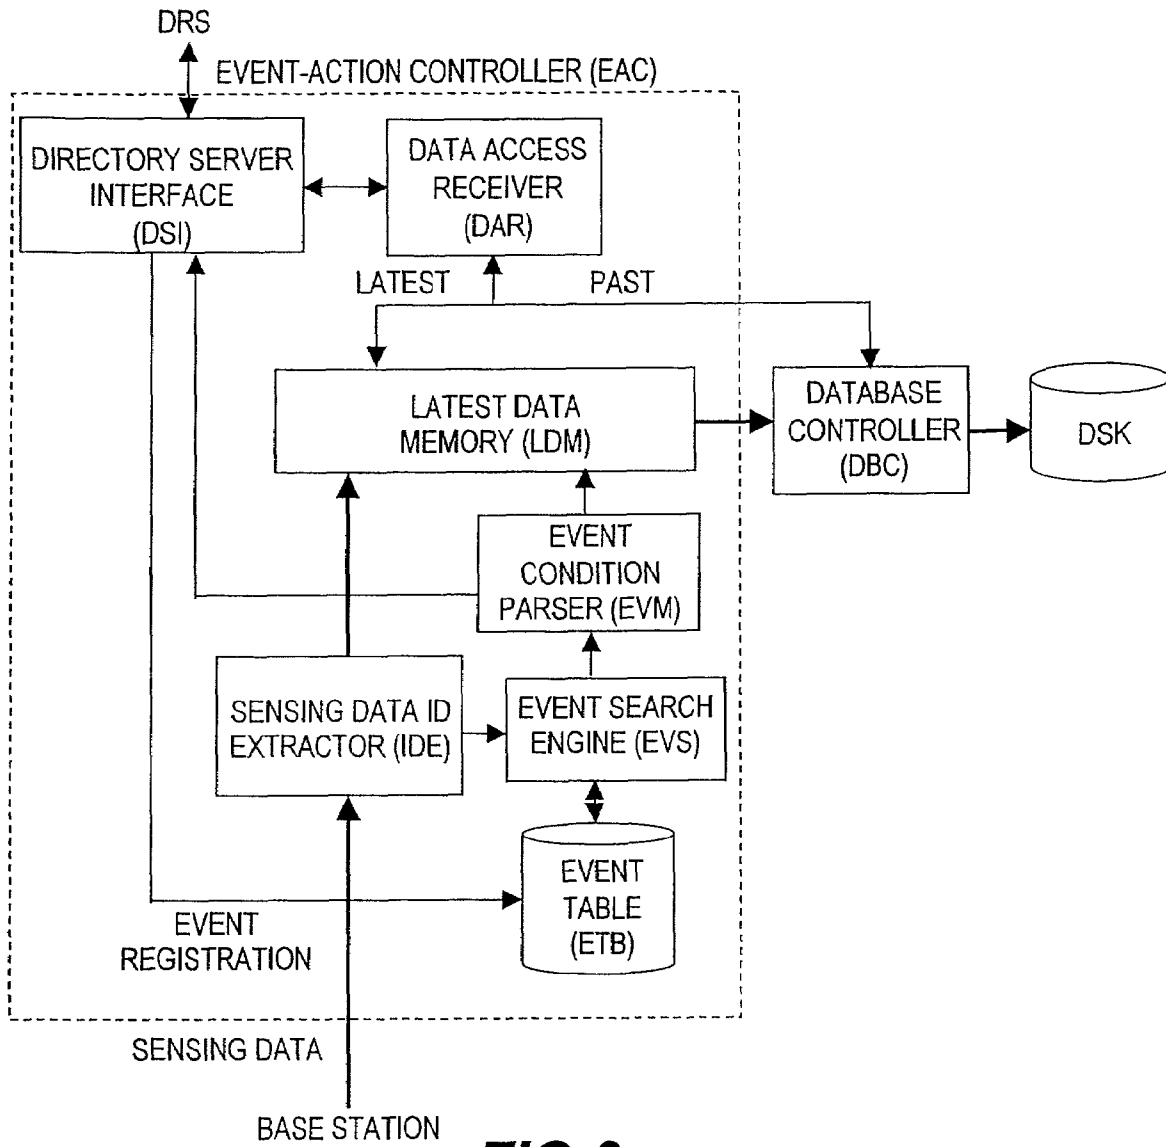 DRS
EVENT-ACTION CONTROLLER (EAC)
DIRECTORY SERVER
INTERFACE
(DSI)
DATA ACCESS
RECEIVER
(DAR)
LATEST
PAST
LATEST DATA
MEMORY (LDM)
DATABASE
CONTROLLER
(DBC)
DSK
EVENT
CONDITION
PARSER (EVM)
SENSING DATA ID
EXTRACTOR (IDE)
EVENT SEARCH
ENGINE (EVS)
EVENT
TABLE
(ETB)
EVENT
REGISTRATION
SENSING DATA
BASE STATION